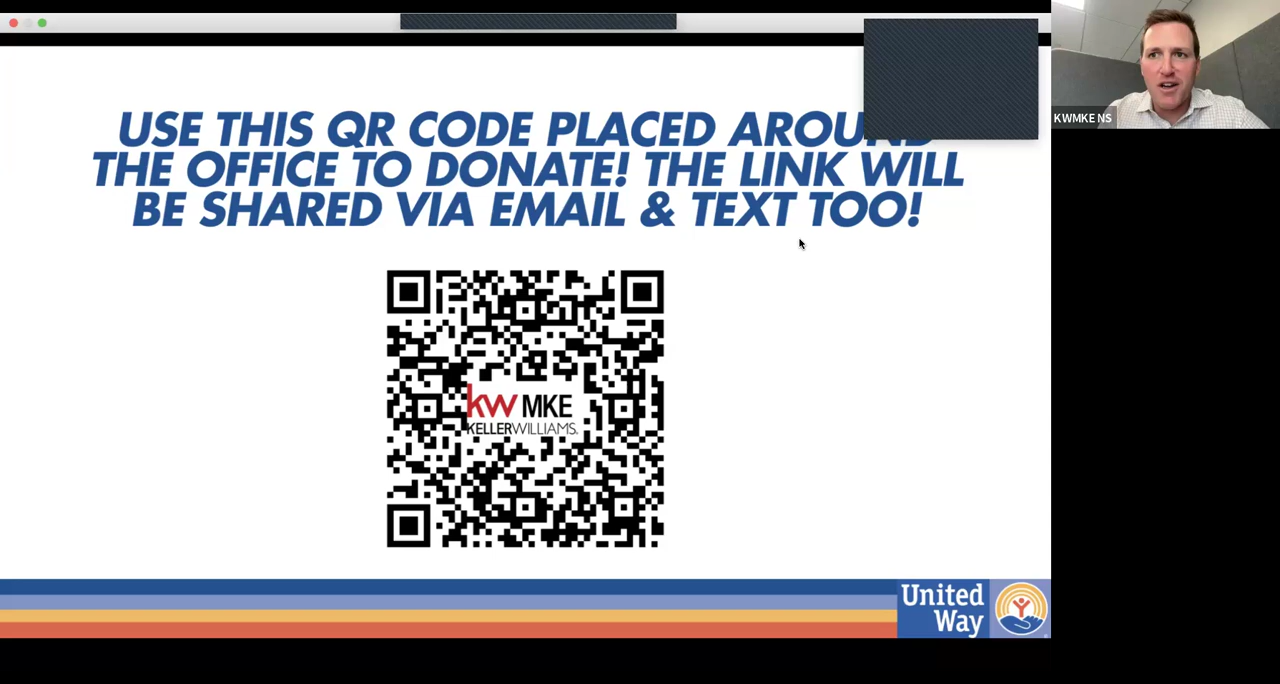 USE THIS QR CODE PLACED AROUND
THE OFFICE TO DONATE! THE LINK WILL
BE SHARED VIA EMAIL & TEXT TOO!
KWMKE NS
kw MKE
KELLERWILLIAMS.
United
Way